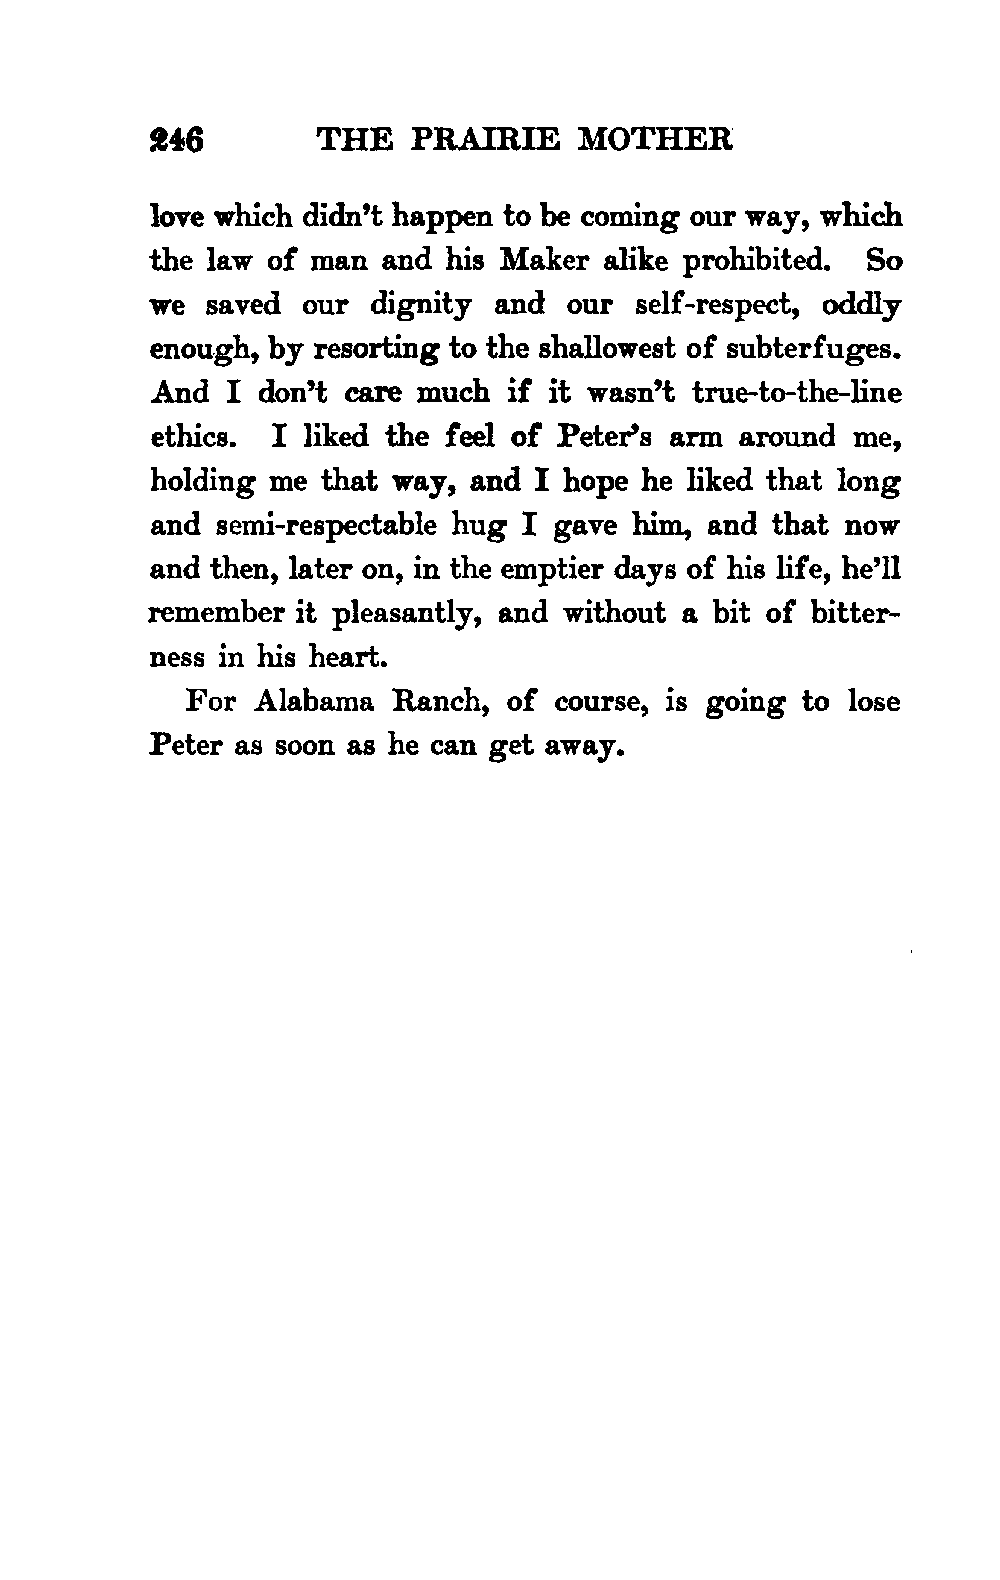 246 THE PRAIRIE MOTHER
love which didn't happen to be coming our way, which
the law of man and his Maker alike prohibited. So
we saved our dignity and our self-respect, oddly
enough, by resorting to the shallowest of subterfuges.
And I don't care much if it wasn't true-to-the-line
ethics. I liked the feel of Peter's arm around me,
holding me that way, and I hope he liked that long
and semi-respectable hug I gave him, and that now
and then, later on, in the emptier days of his life, he'll
remember it pleasantly, and without a bit of bitter-
ness in his heart.
For Alabama Ranch, of course, is going to lose
Peter as soon as he can get away.